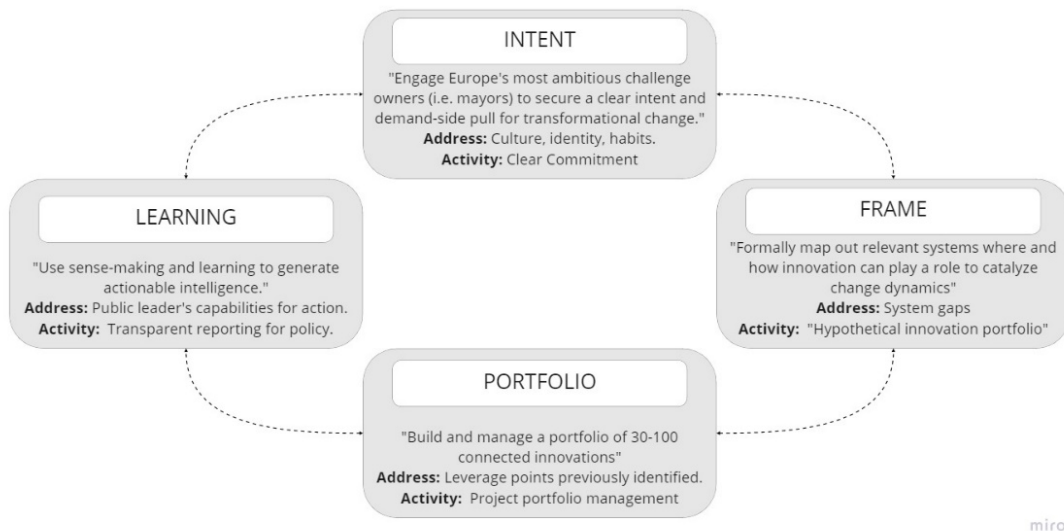 INTENT
"Engage Europe's most ambitious challenge
owners (i.e. mayors) to secure a clear intent and
demand-side pull for transformational change."
Address: Culture, identity, habits.
Activity: Clear Commitment
LEARNING
"Use sense-making and learning to generate
actionable intelligence."
Address: Public leader's capabilities for action.
Activity: Transparent reporting for policy.
FRAME
"Formally map out relevant systems where and
how innovation can play a role to catalyze
change dynamics"
Address: System gaps
Activity: "Hypothetical innovation portfolio"
PORTFOLIO
"Build and manage a portfolio of 30-100
connected innovations"
Address: Leverage points previously identified.
Activity: Project portfolio management
miro